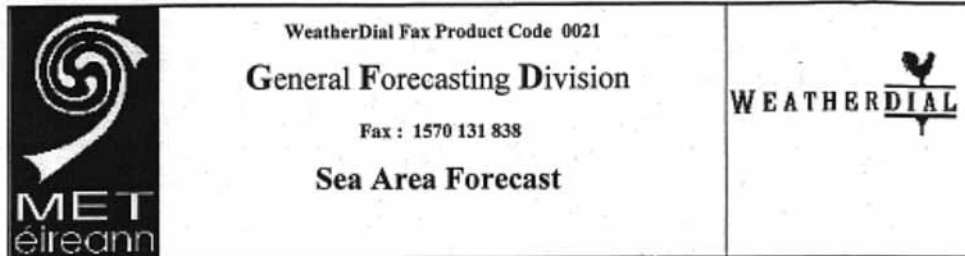 WeatherDial Fax Product Code 0021
General Forecasting Division
Fax : 1570 131 838
Sea Area Forecast
MET
éireann
WEATHERDIAL